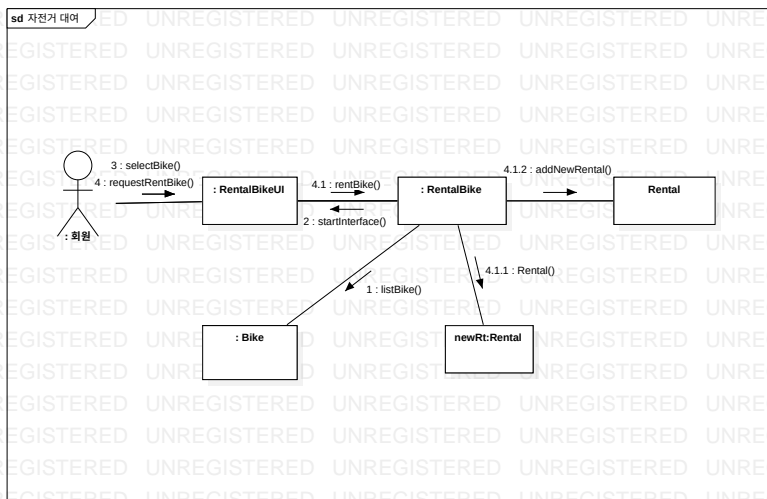 sd 자전거 대여
3 : selectBike()
4 : requestRentBike()
: 회원
: RentalBikeUI
4.1 : rentBike()
2 : startInterface()
: RentalBike
4.1.2 : addNewRental()
Rental
1 : listBike()
4.1.1 : Rental()
: Bike
newRt:Rental
UNREGISTERED